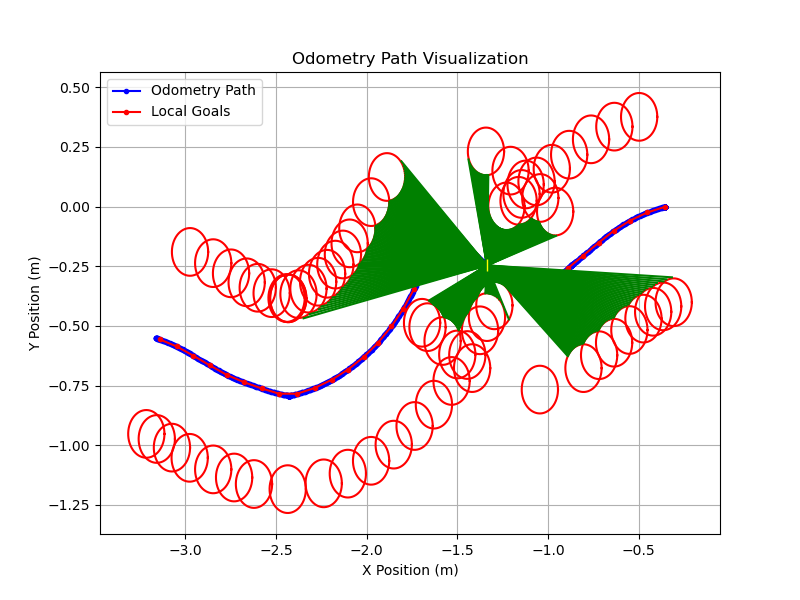 Odometry Path Visualization
Odometry Path
Local Goals
0.50
0.25
0.00
−0.25
−0.50
−0.75
−1.00
−1.25
Y Position (m)
−3.0 −2.5 −2.0 −1.5 −1.0 −0.5
X Position (m)